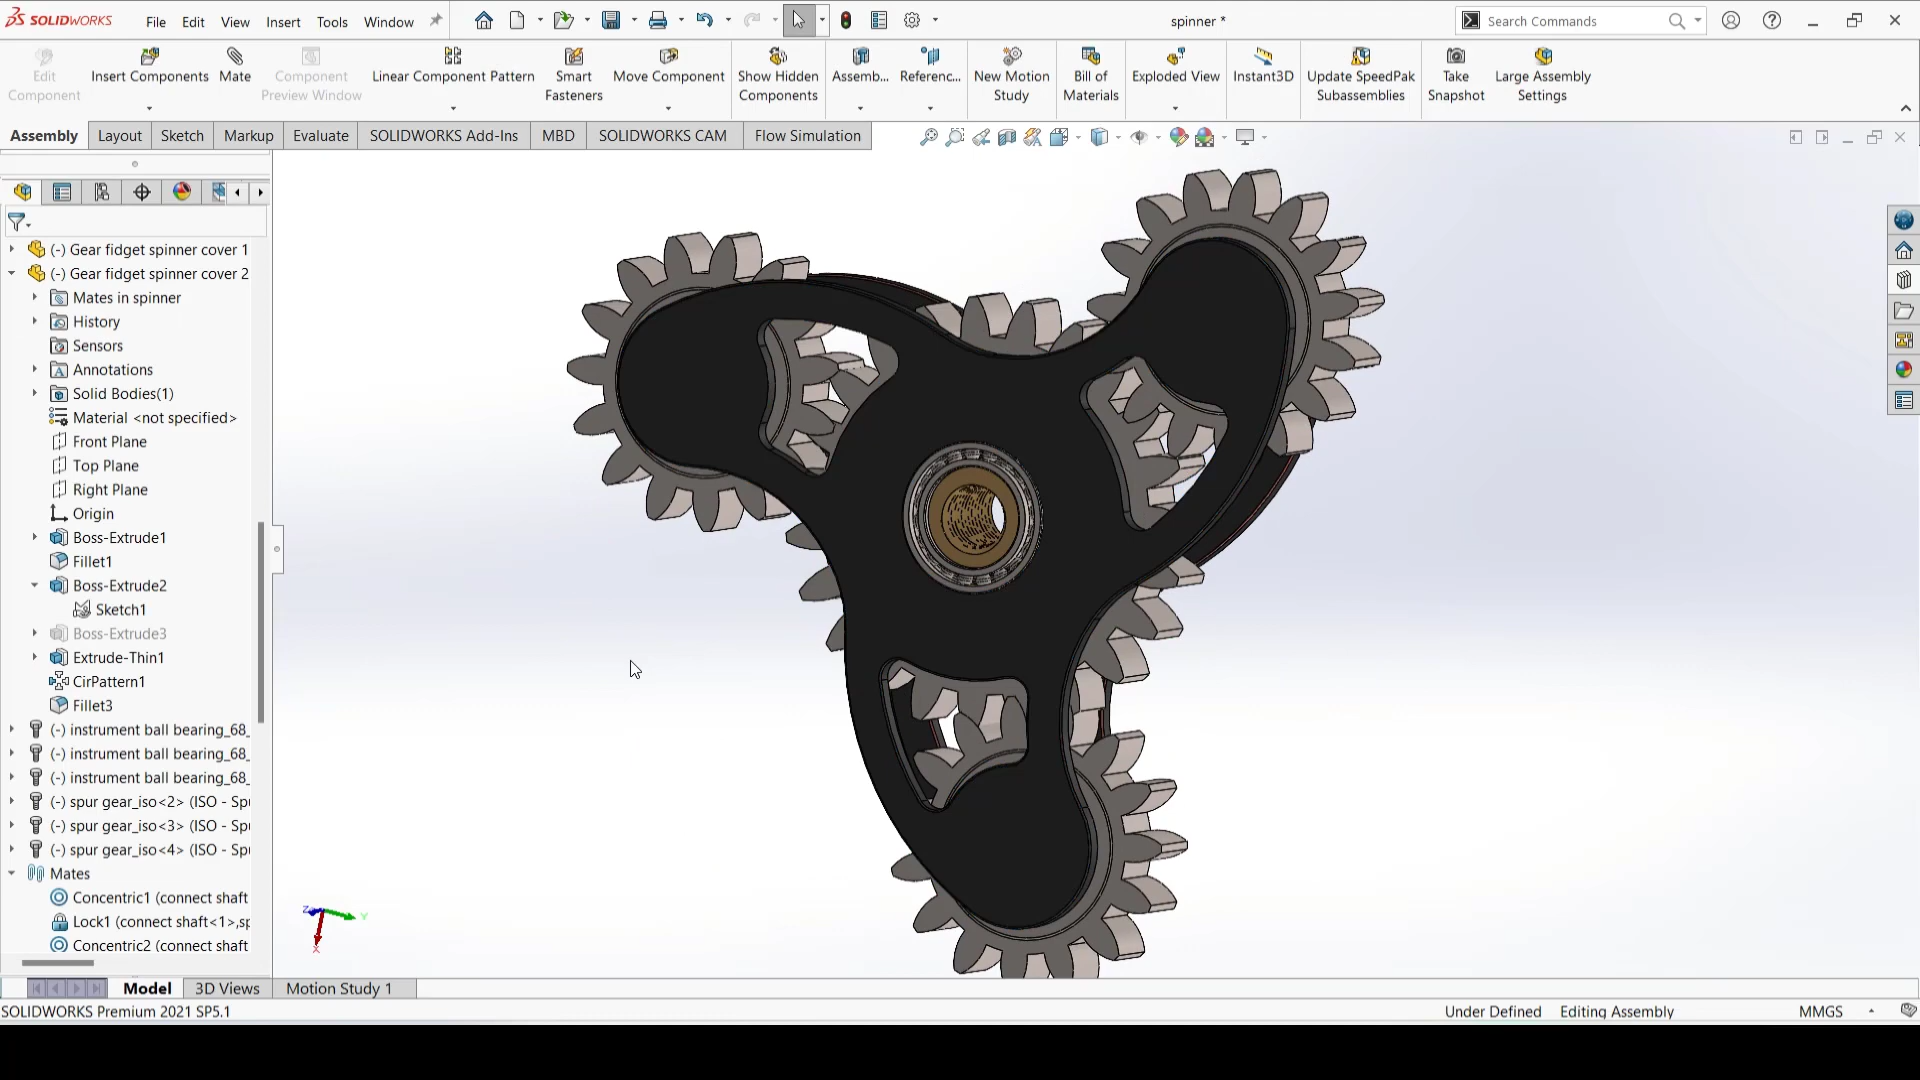 SOLIDWORKS File Edit View Insert Tools Window spinner * Search Commands
Edit Component Insert Components Mate Component Preview Window Linear Component Pattern Smart Fasteners Move Component Show Hidden Components Assemb... Referenc... New Motion Study Bill of Materials Exploded View Instant3D Update SpeedPak Subassemblies Take Snapshot Large Assembly Settings
Assembly Layout Sketch Markup Evaluate SOLIDWORKS Add-Ins MBD SOLIDWORKS CAM Flow Simulation
(-) Gear fidget spinner cover 1
(-) Gear fidget spinner cover 2
Mates in spinner
History
Sensors
Annotations
Solid Bodies(1)
Material <not specified>
Front Plane
Top Plane
Right Plane
Origin
Boss-Extrude1
Fillet1
Boss-Extrude2
Sketch1
Boss-Extrude3
Extrude-Thin1
CirPattern1
Fillet3
(-) instrument ball bearing_68_
(-) instrument ball bearing_68_
(-) instrument ball bearing_68_
(-) spur gear_iso<2> (ISO - Spu
(-) spur gear_iso<3> (ISO - Spu
(-) spur gear_iso<4> (ISO - Spu
Mates
Concentric1 (connect shaft
Lock1 (connect shaft<1>,sp
Concentric2 (connect shaft
Z Y
X
Model 3D Views Motion Study 1
SOLIDWORKS Premium 2021 SP5.1 Under Defined Editing Assembly MMGS